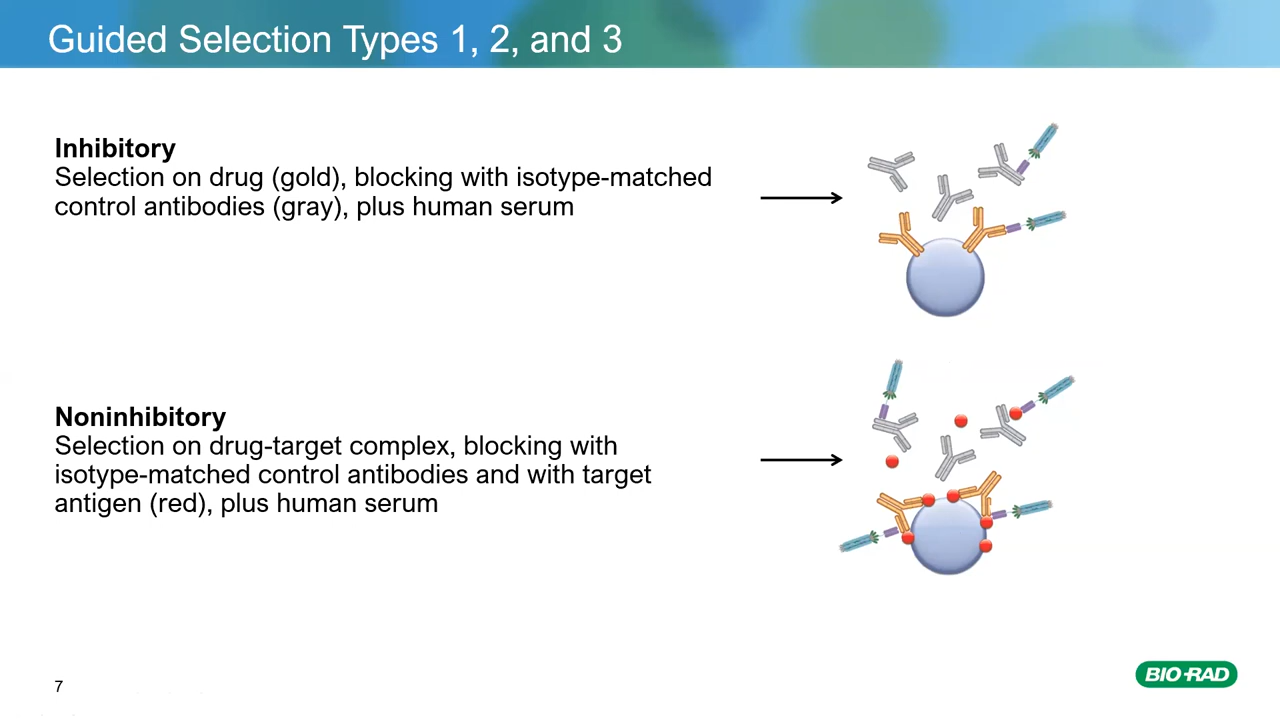 Guided Selection Types 1, 2, and 3
Inhibitory
Selection on drug (gold), blocking with isotype-matched
control antibodies (gray), plus human serum
Noninhibitory
Selection on drug-target complex, blocking with
isotype-matched control antibodies and with target
antigen (red), plus human serum
7
BIO-RAD